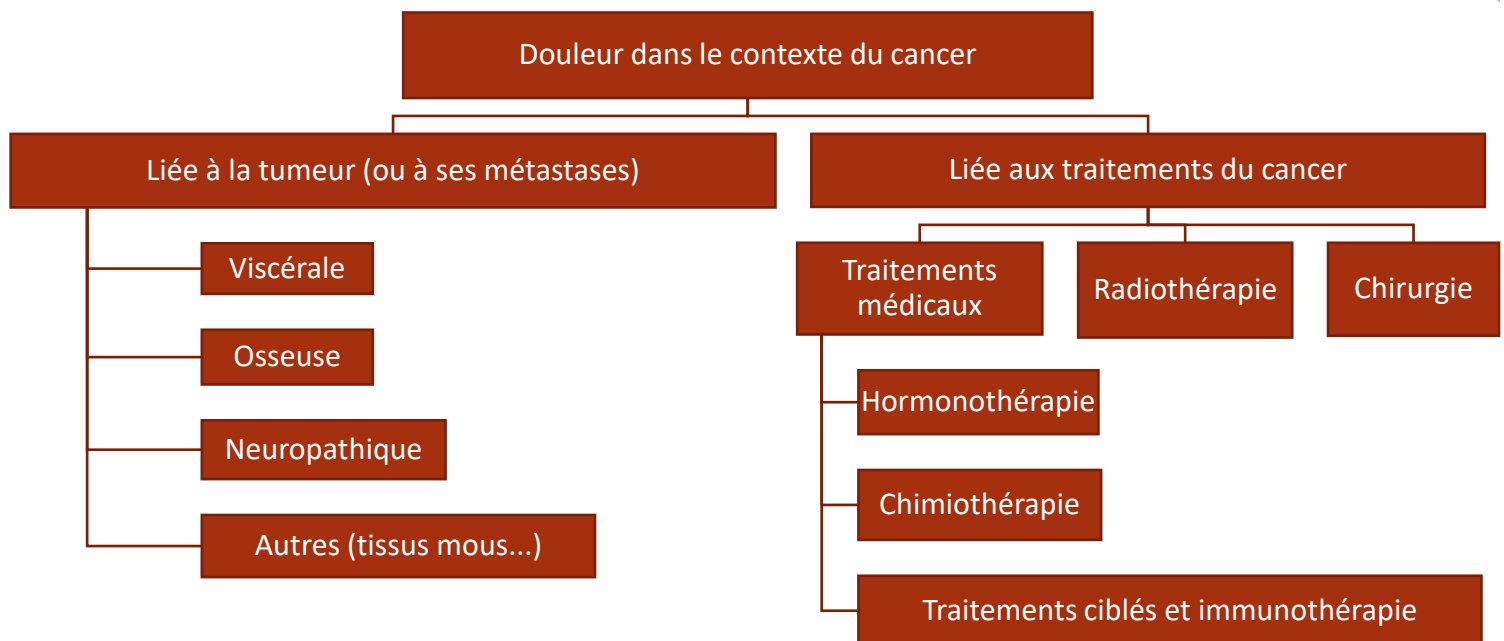 Douleur dans le contexte du cancer
Liée à la tumeur (ou à ses métastases)
Viscérale
Osseuse
Neuropathique
Autres (tissus mous...)
Liée aux traitements du cancer
Traitements
médicaux
Radiothérapie
Chirurgie
Hormonothérapie
Chimiothérapie
Traitements ciblés et immunothérapie